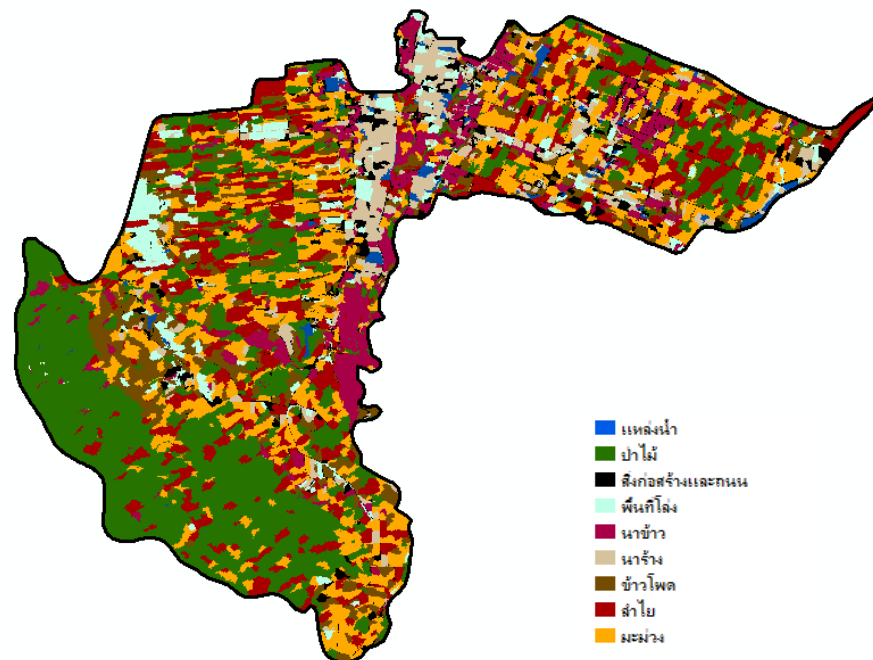 แหล่งน้ำ
ป่าไม้
สิ่งก่อสร้างและถนน
พื้นที่โล่ง
นาข้าว
นาร้าง
ข้าวโพด
ลำไย
มะม่วง